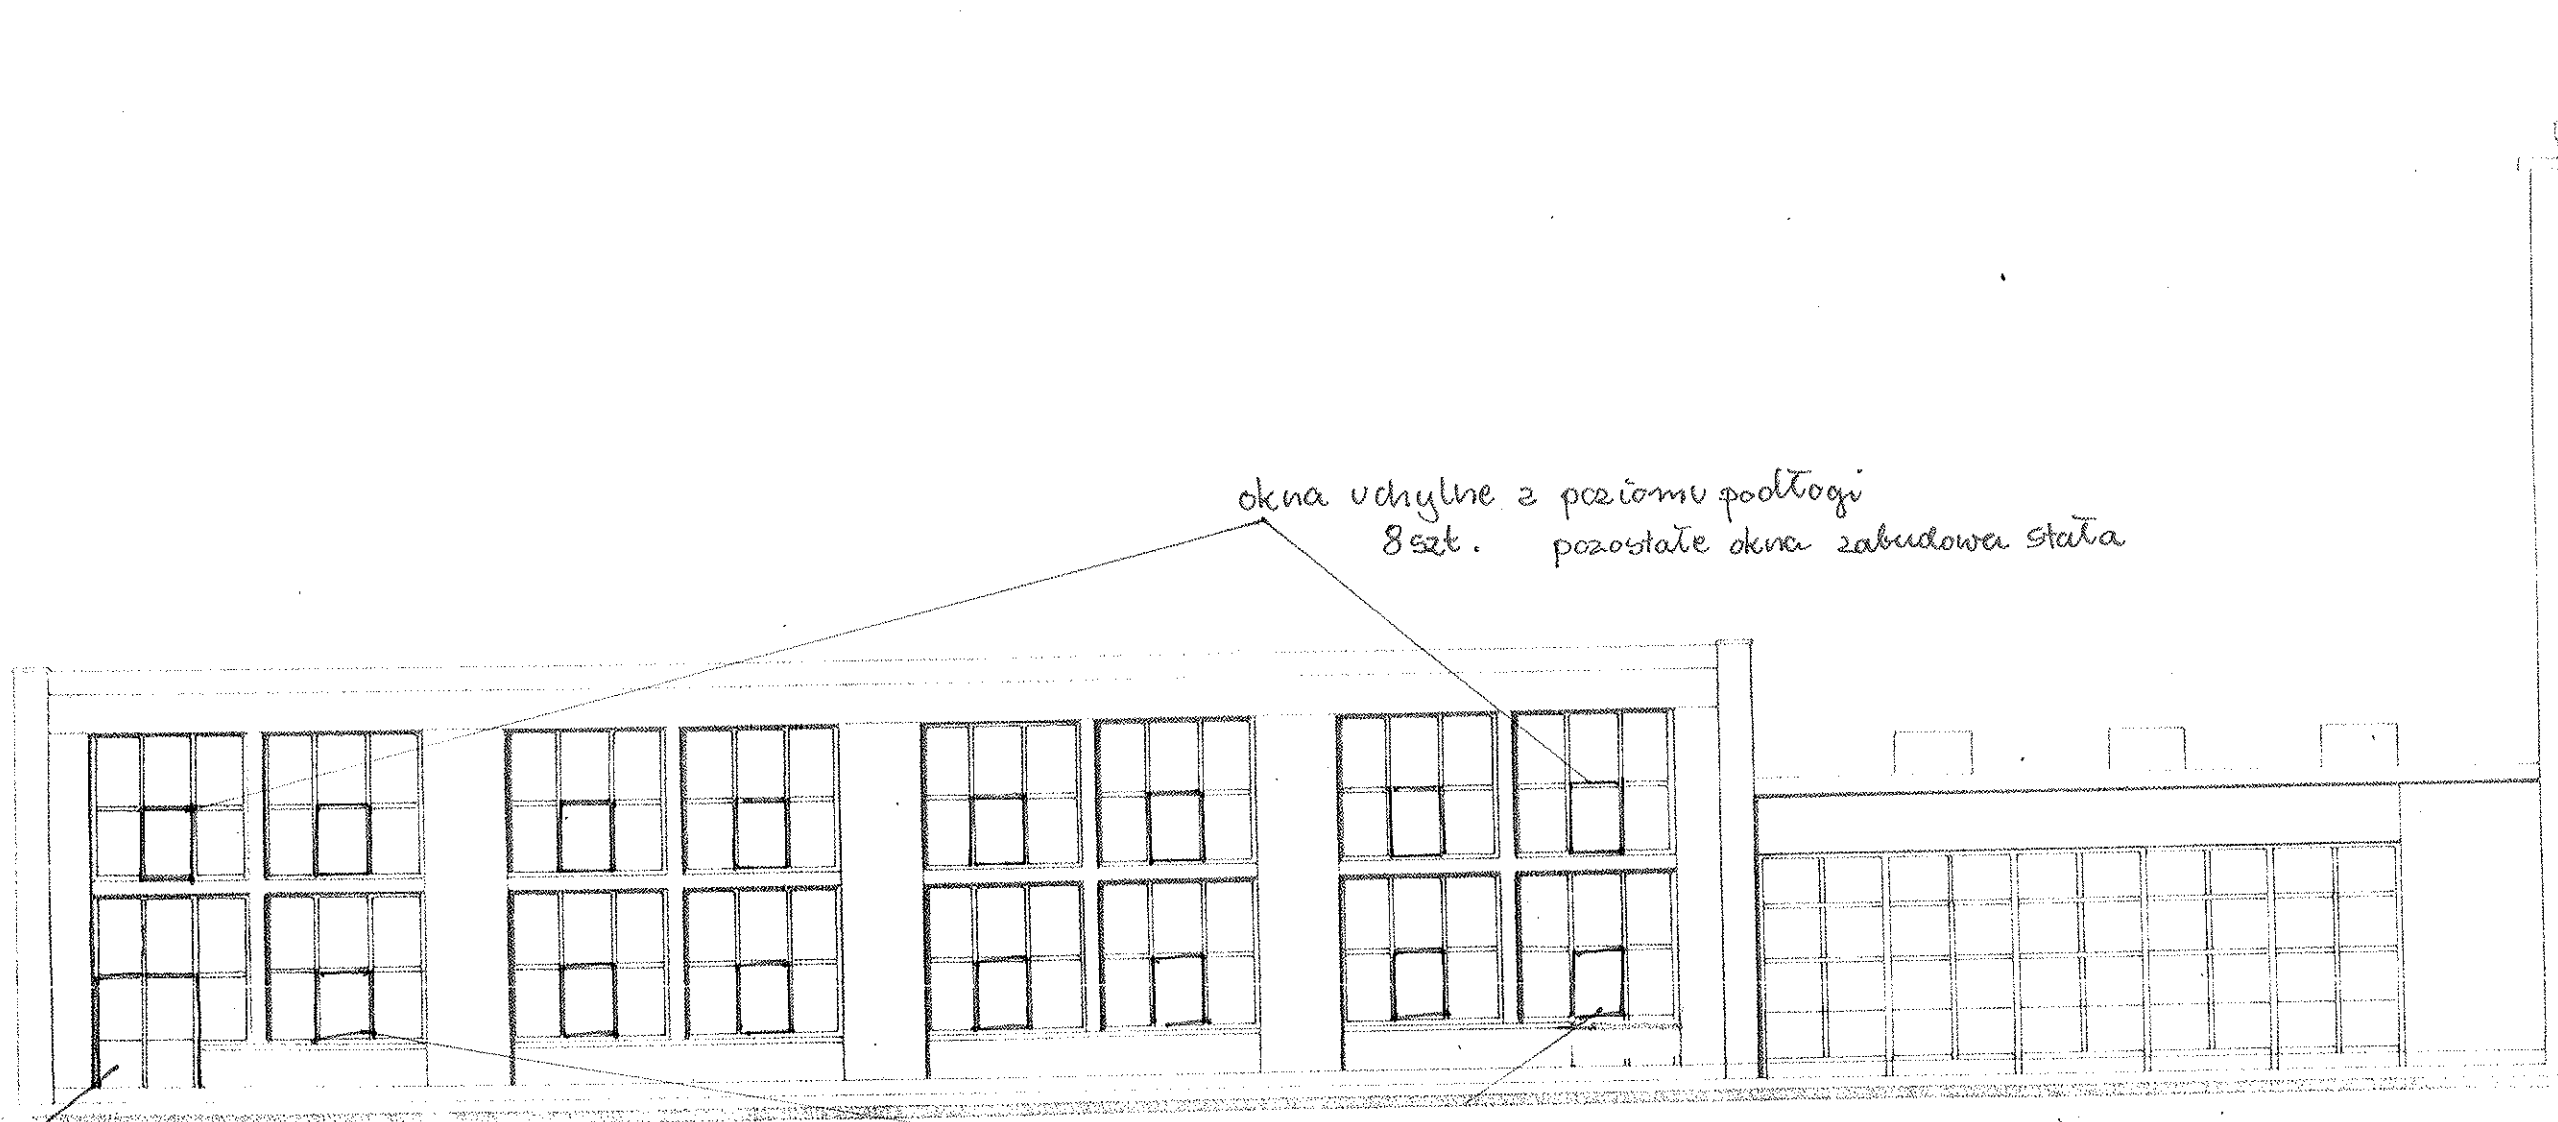 okna uchylne z poziomu podłogi
8 szt. pozostałe okna zabudowa stała